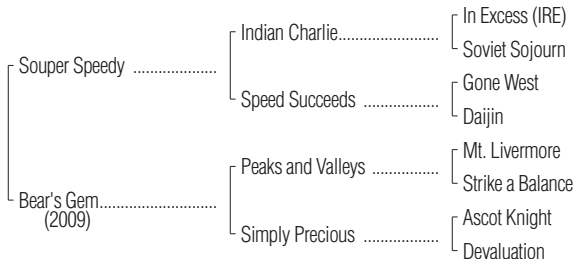 In Excess (IRE)
Indian Charlie.....................
Soviet Sojourn
Souper Speedy ...................
Gone West
Speed Succeeds .................
Daijin
Mt. Livermore
Peaks and Valleys ...............
Strike a Balance
Bear's Gem...........................
(2009)
Ascot Knight
Simply Precious .................
Devaluation